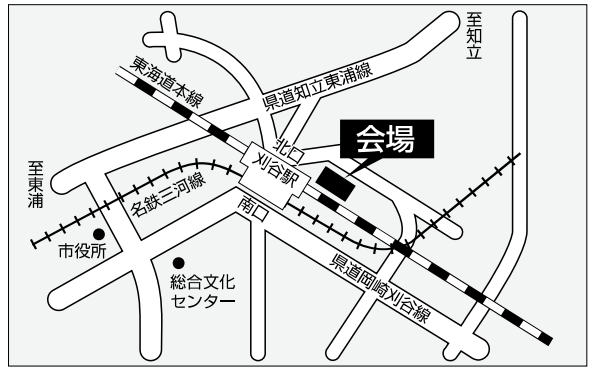 至知立
東海道本線
県道知立東浦線
会場
北口
刈谷駅
至東浦
名鉄三河線
南口
市役所
総合文化
センター
県道岡崎刈谷線